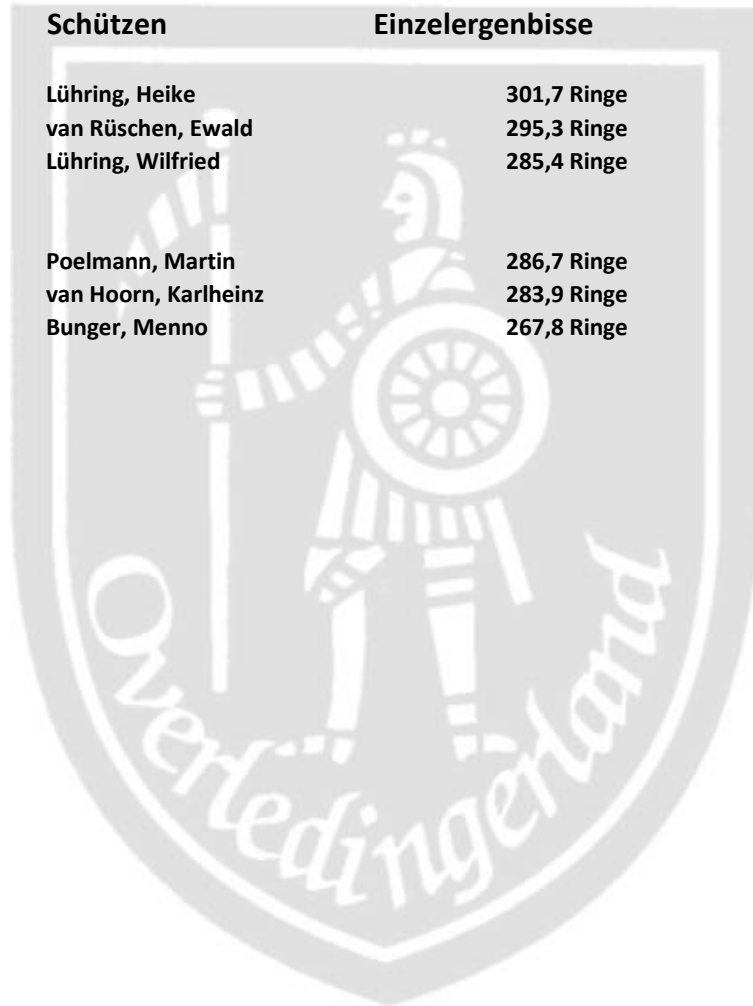 Schützen Einzelergenbisse
Lühring, Heike 301,7 Ringe
van Rüschen, Ewald 295,3 Ringe
Lühring, Wilfried 285,4 Ringe
Poelmann, Martin 286,7 Ringe
van Hoorn, Karlheinz 283,9 Ringe
Bunger, Menno 267,8 Ringe
Overledingerland